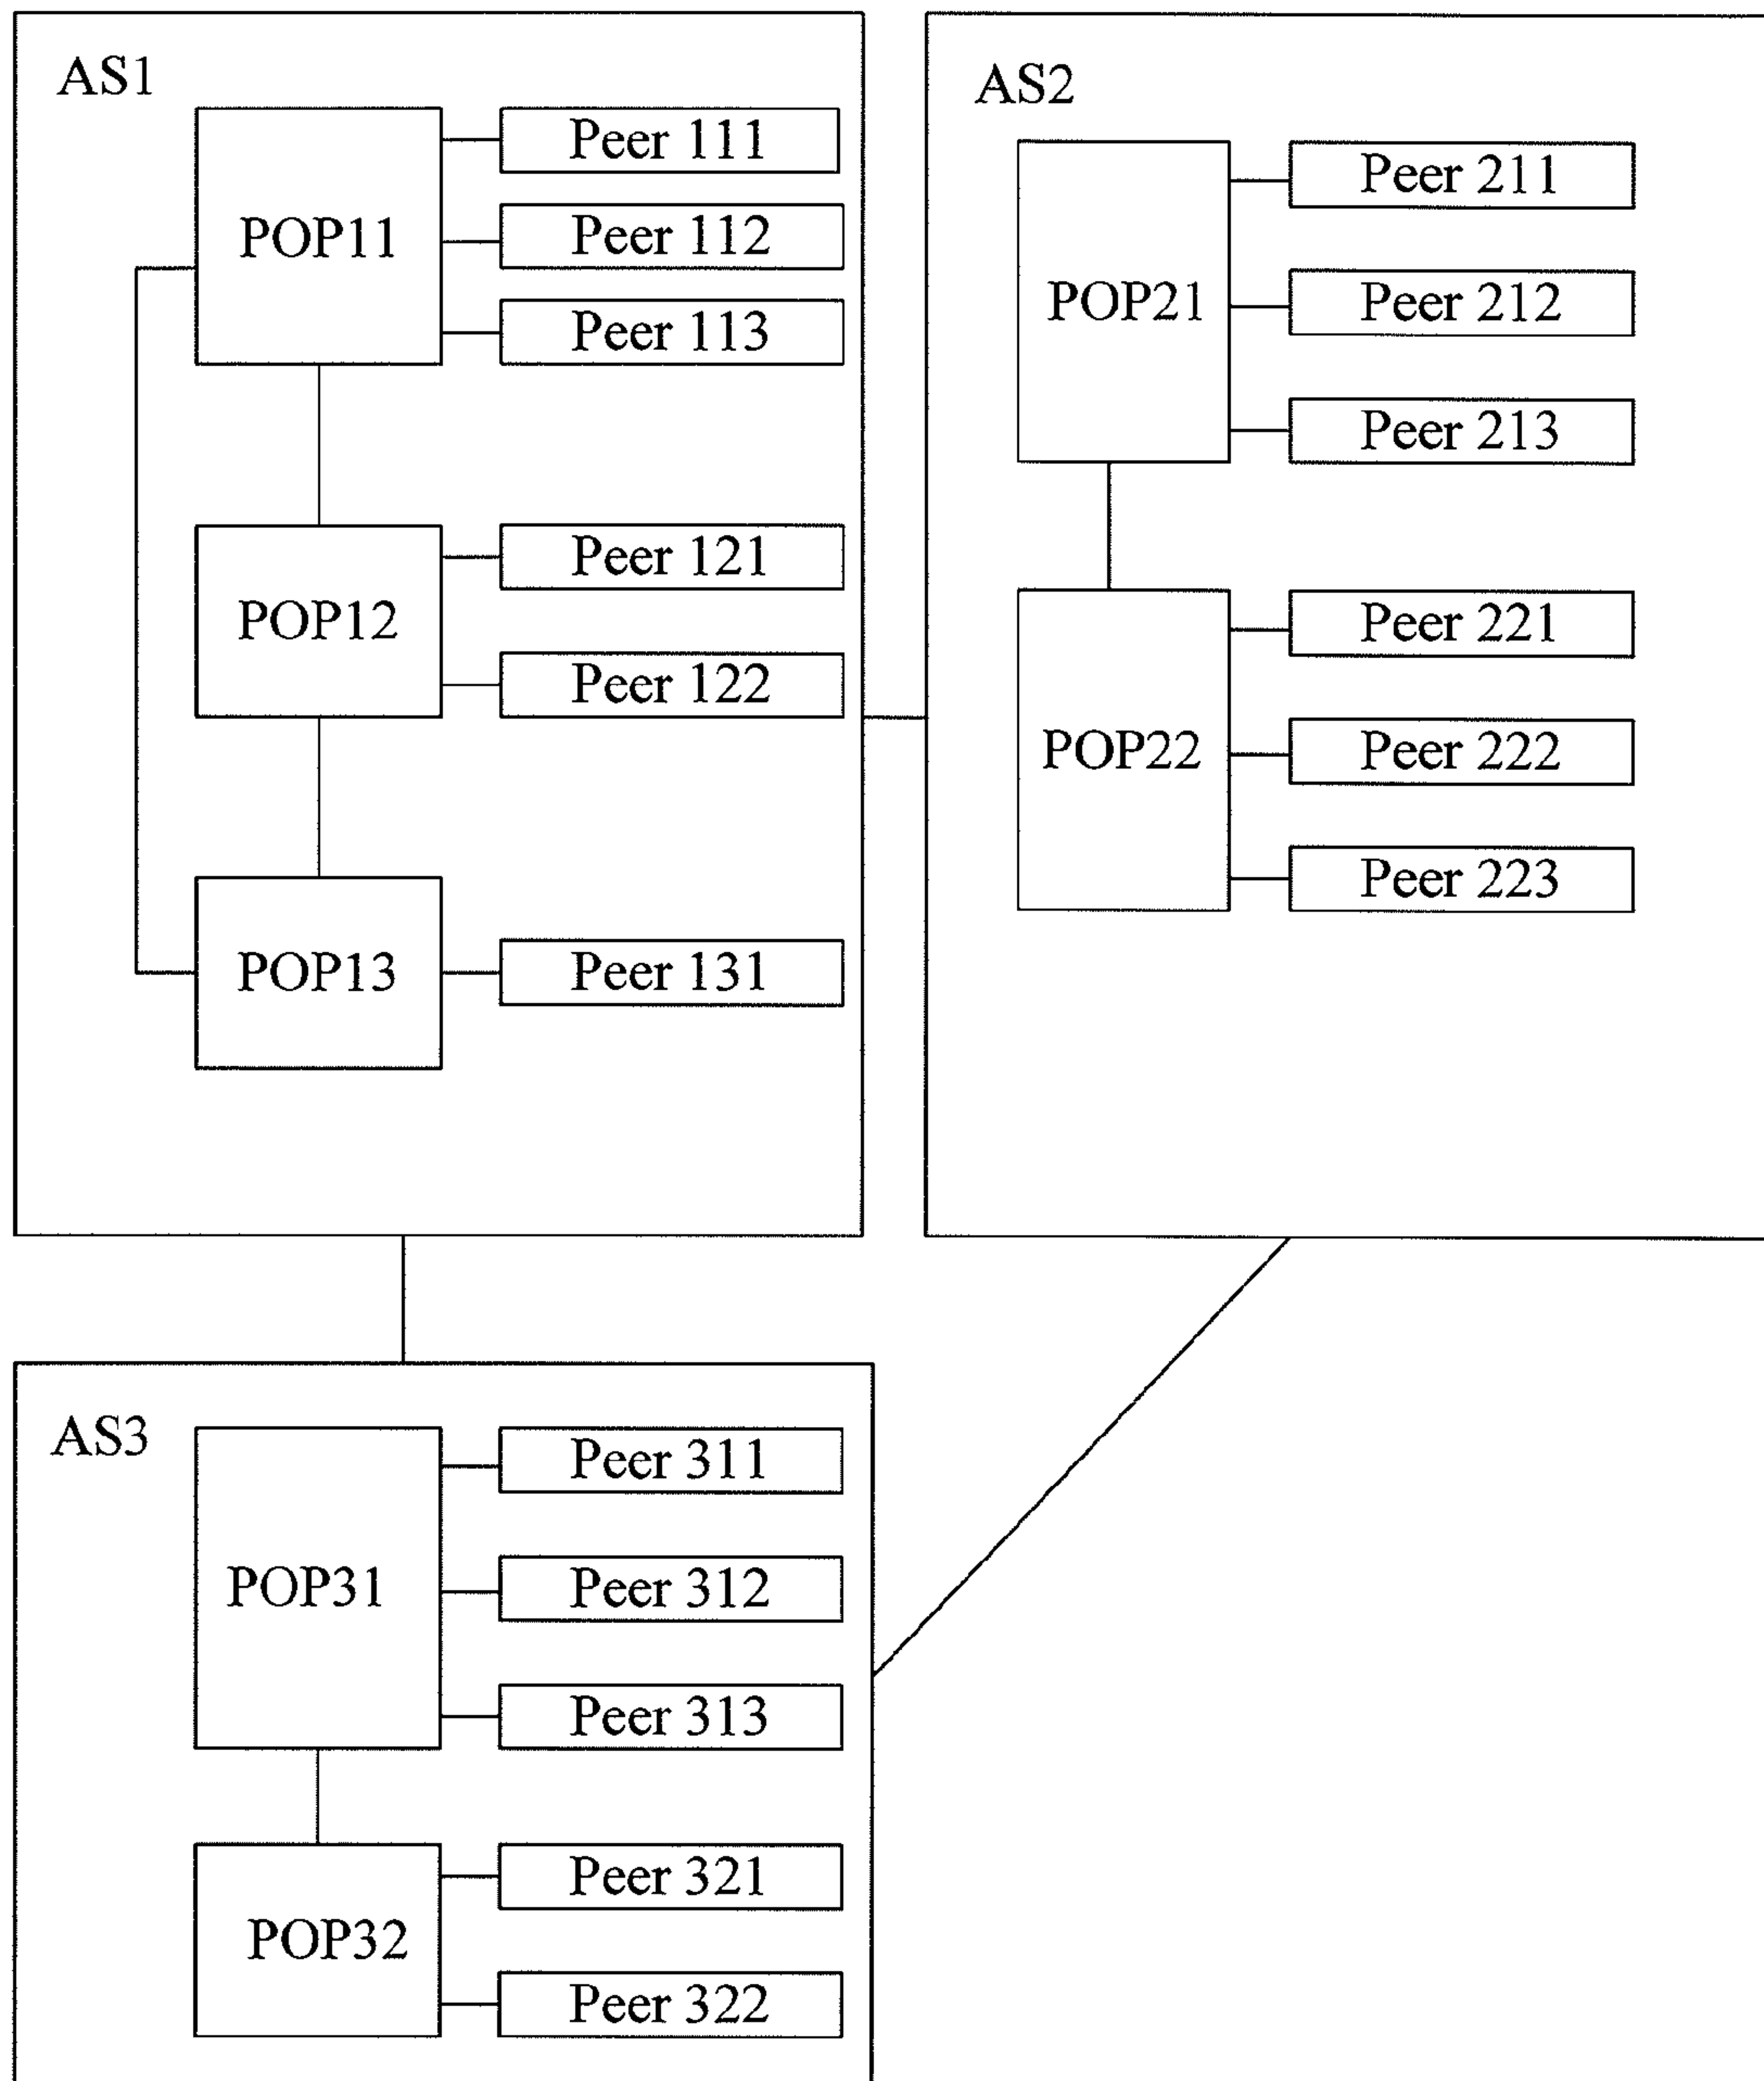 AS1
POP11
Peer 111
Peer 112
Peer 113
POP12
Peer 121
Peer 122
POP13
Peer 131
AS2
POP21
Peer 211
Peer 212
Peer 213
POP22
Peer 221
Peer 222
Peer 223
AS3
POP31
Peer 311
Peer 312
Peer 313
POP32
Peer 321
Peer 322